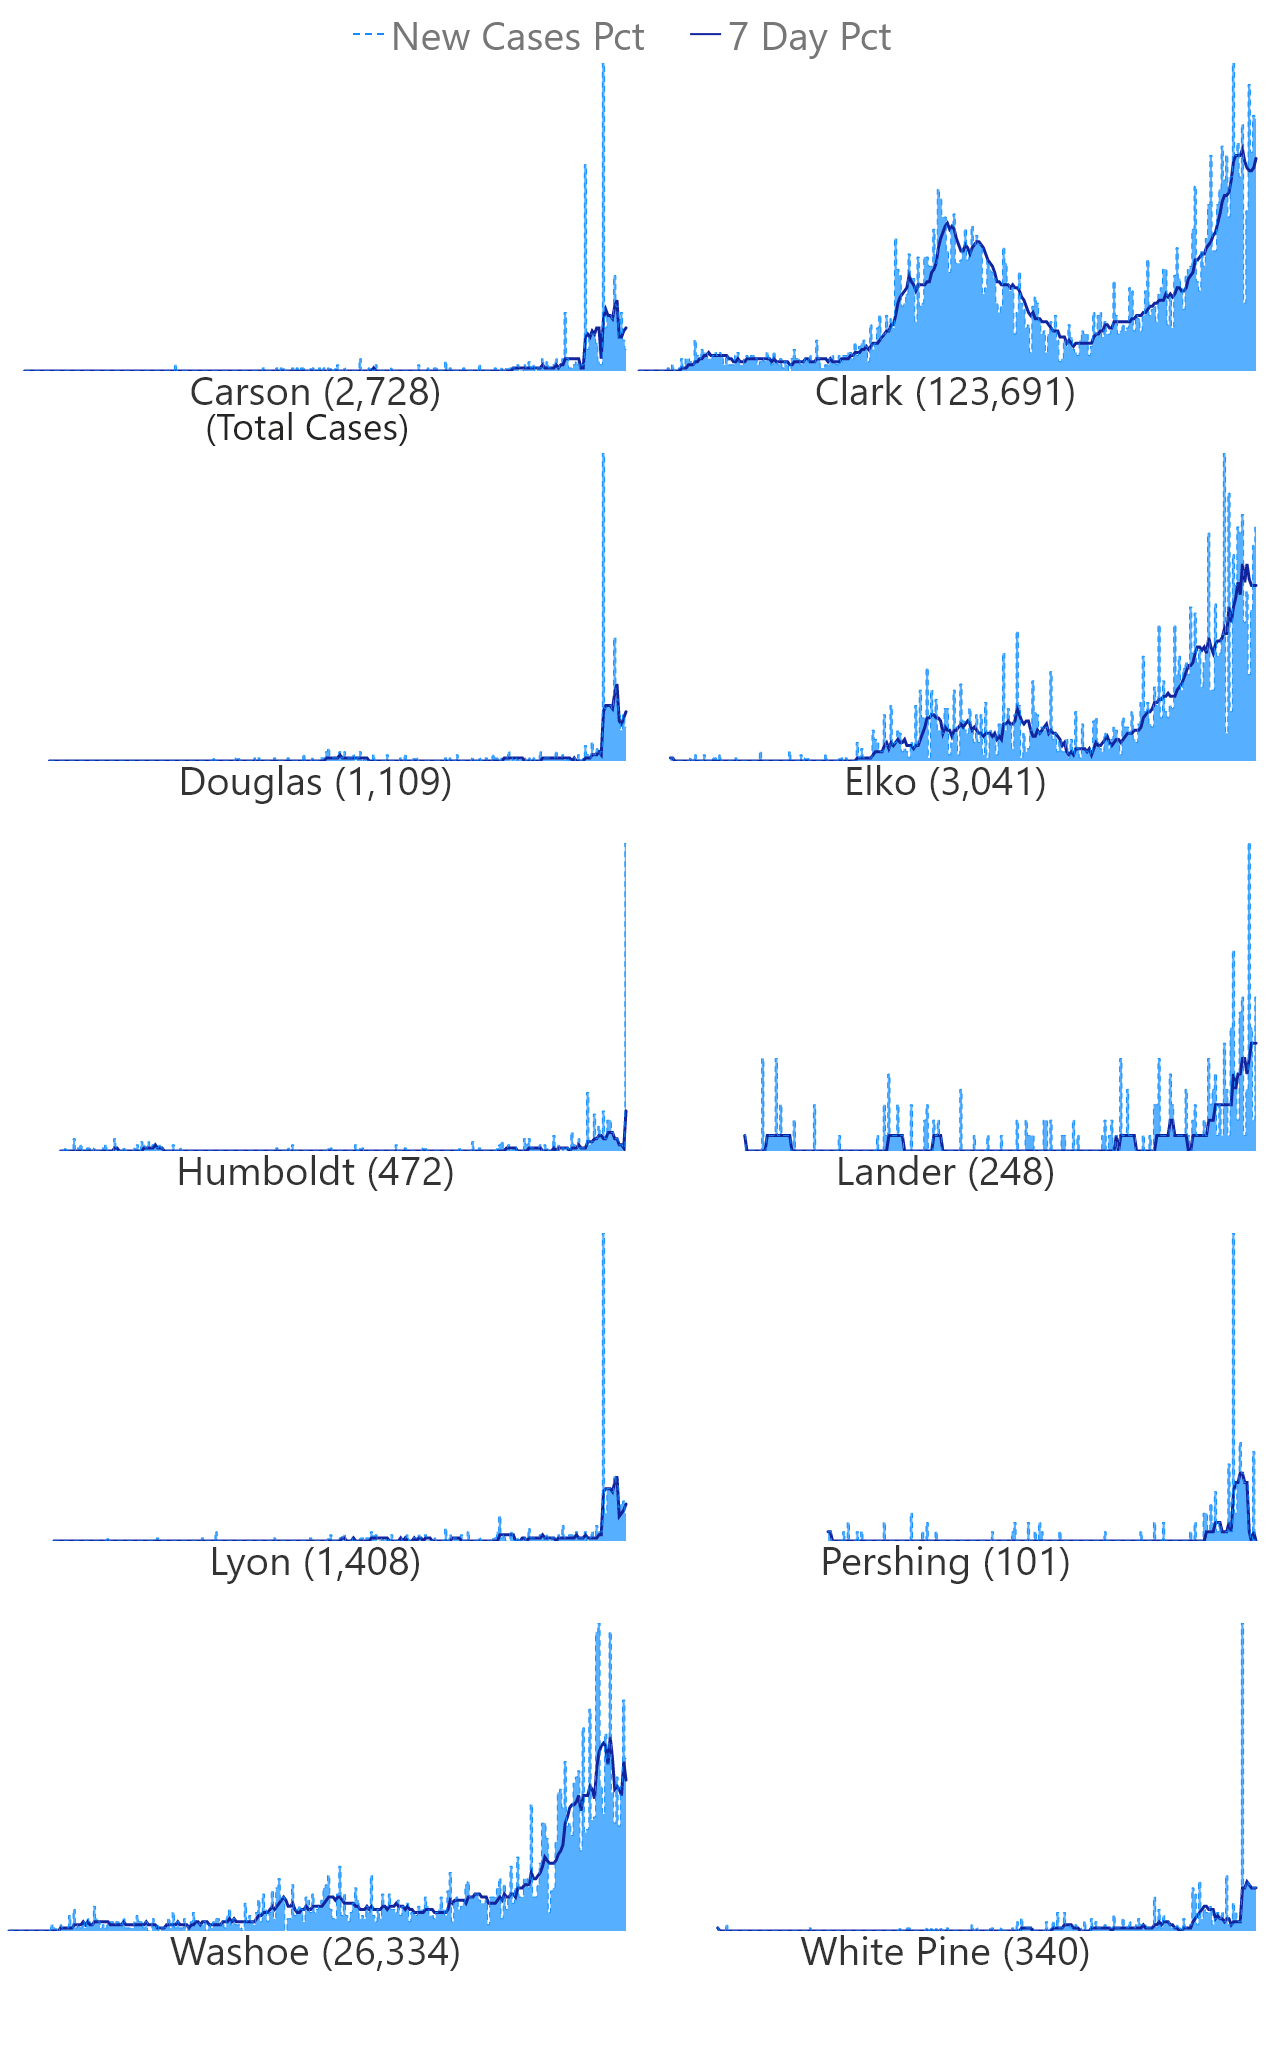 New Cases Pct 7 Day Pct
Carson (2,728) Clark (123,691)
(Total Cases)
Douglas (1,109) Elko (3,041)
Humboldt (472) Lander (248)
Lyon (1,408) Pershing (101)
Washoe (26,334) White Pine (340)